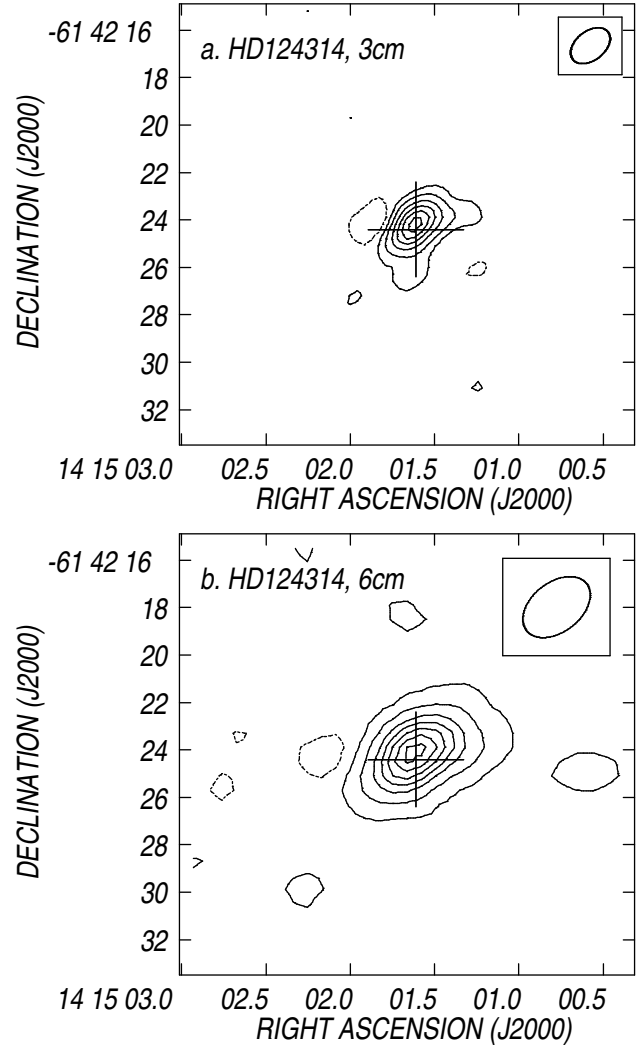 -61 42 16
a. HD124314, 3cm
18
20
22
24
26
28
30
32
DECLINATION (J2000)
14 15 03.0 02.5 02.0 01.5 01.0 00.5
RIGHT ASCENSION (J2000)
-61 42 16
b. HD124314, 6cm
18
20
22
24
26
28
30
32
DECLINATION (J2000)
14 15 03.0 02.5 02.0 01.5 01.0 00.5
RIGHT ASCENSION (J2000)